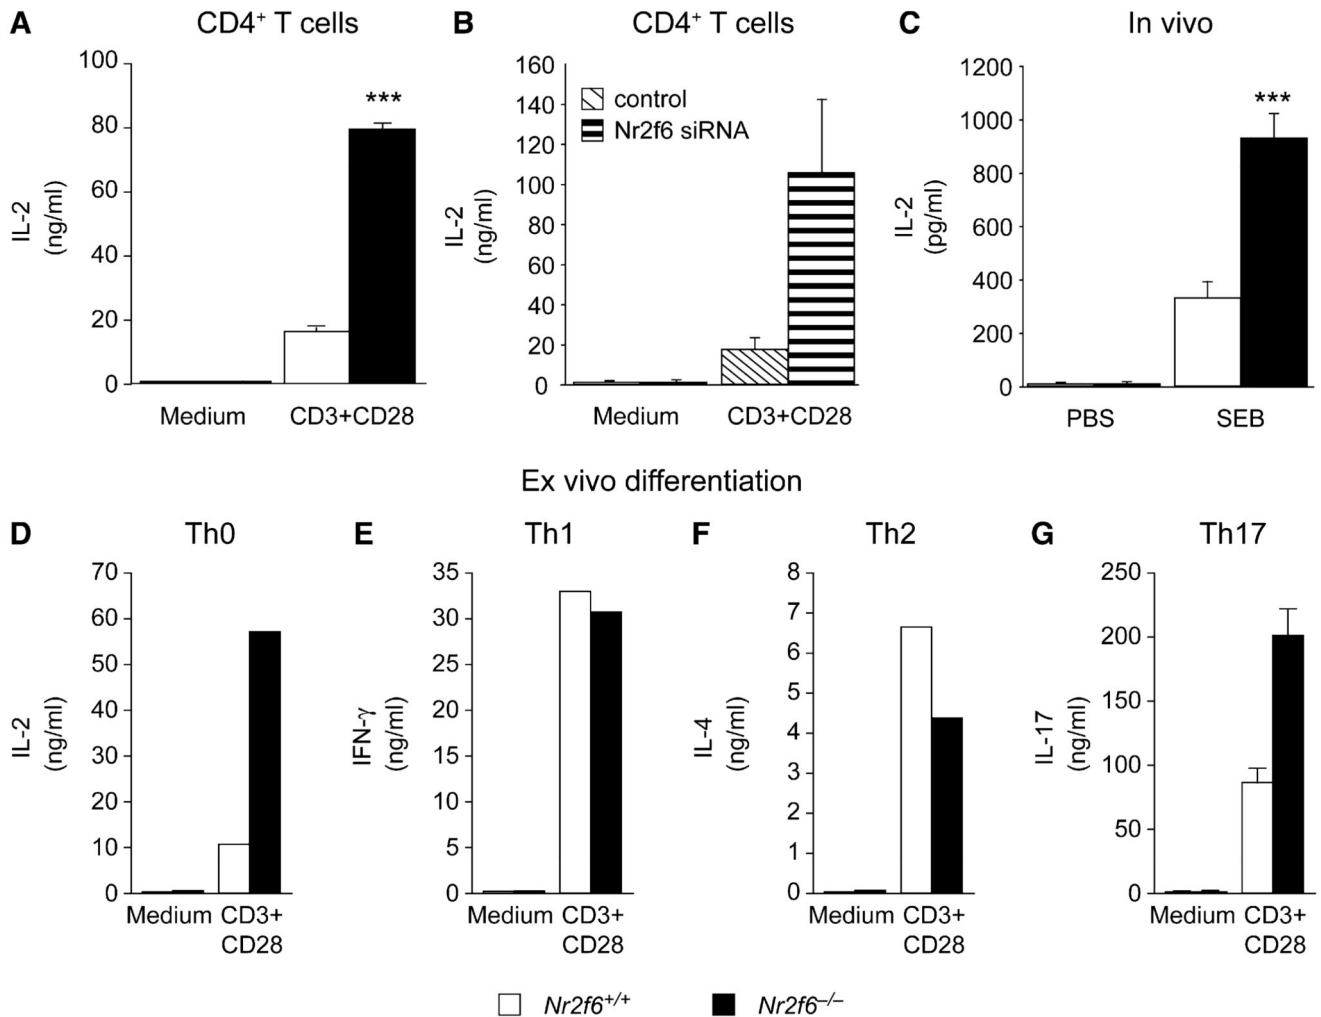 A CD4⁺ T cells
IL-2
(ng/ml)
100
80
60
40
20
0
***
Medium CD3+CD28
B CD4⁺ T cells
IL-2
(ng/ml)
160
140
120
100
80
60
40
20
0
control
Nr2f6 siRNA
Medium CD3+CD28
C In vivo
IL-2
(pg/ml)
1200
1000
800
600
400
200
0
***
PBS SEB
Ex vivo differentiation
D Th0
IL-2
(ng/ml)
70
60
50
40
30
20
10
0
Medium CD3+
CD28
E Th1
IFN-γ
(ng/ml)
35
30
25
20
15
10
5
0
Medium CD3+
CD28
F Th2
IL-4
(ng/ml)
8
7
6
5
4
3
2
1
0
Medium CD3+
CD28
G Th17
IL-17
(ng/ml)
250
200
150
100
50
0
Medium CD3+
CD28
Nr2f6⁺/⁺ Nr2f6⁻/⁻